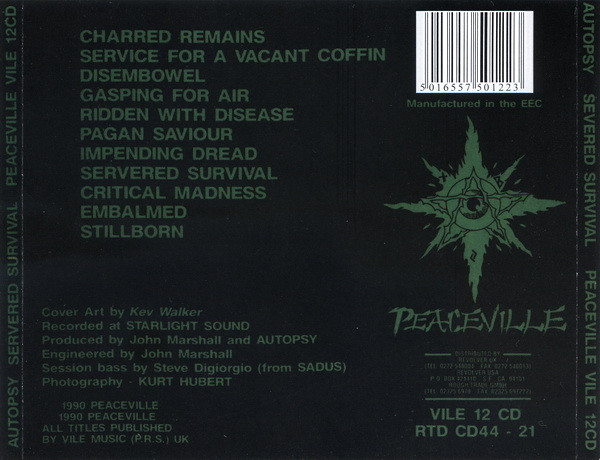 AUTOPSY SERVERED SURVIVAL PEACEVILLE VILE 12CD
CHARRED REMAINS
SERVICE FOR A VACANT COFFIN
DISEMBOWEL
GASPING FOR AIR
RIDDEN WITH DISEASE
PAGAN SAVIOUR
IMPENDING DREAD
SERVERED SURVIVAL
CRITICAL MADNESS
EMBALMED
STILLBORN
Cover Art by Kev Walker
Recorded at STARLIGHT SOUND
Produced by John Marshall and AUTOPSY
Engineered by John Marshall
Session bass by Steve Digiorgio (from SADUS)
Photography - KURT HUBERT
1990 PEACEVILLE
1990 PEACEVILLE
ALL TITLES PUBLISHED
BY VILE MUSIC (P.R.S.) UK
5 016557 501223
Manufactured in the EEC
PEACEVILLE
DISTRIBUTED BY
VILE 12 CD
RTD CD44 - 21
AUTOPSY SEVERED SURVIVAL PEACEVILLE VILE 12CD